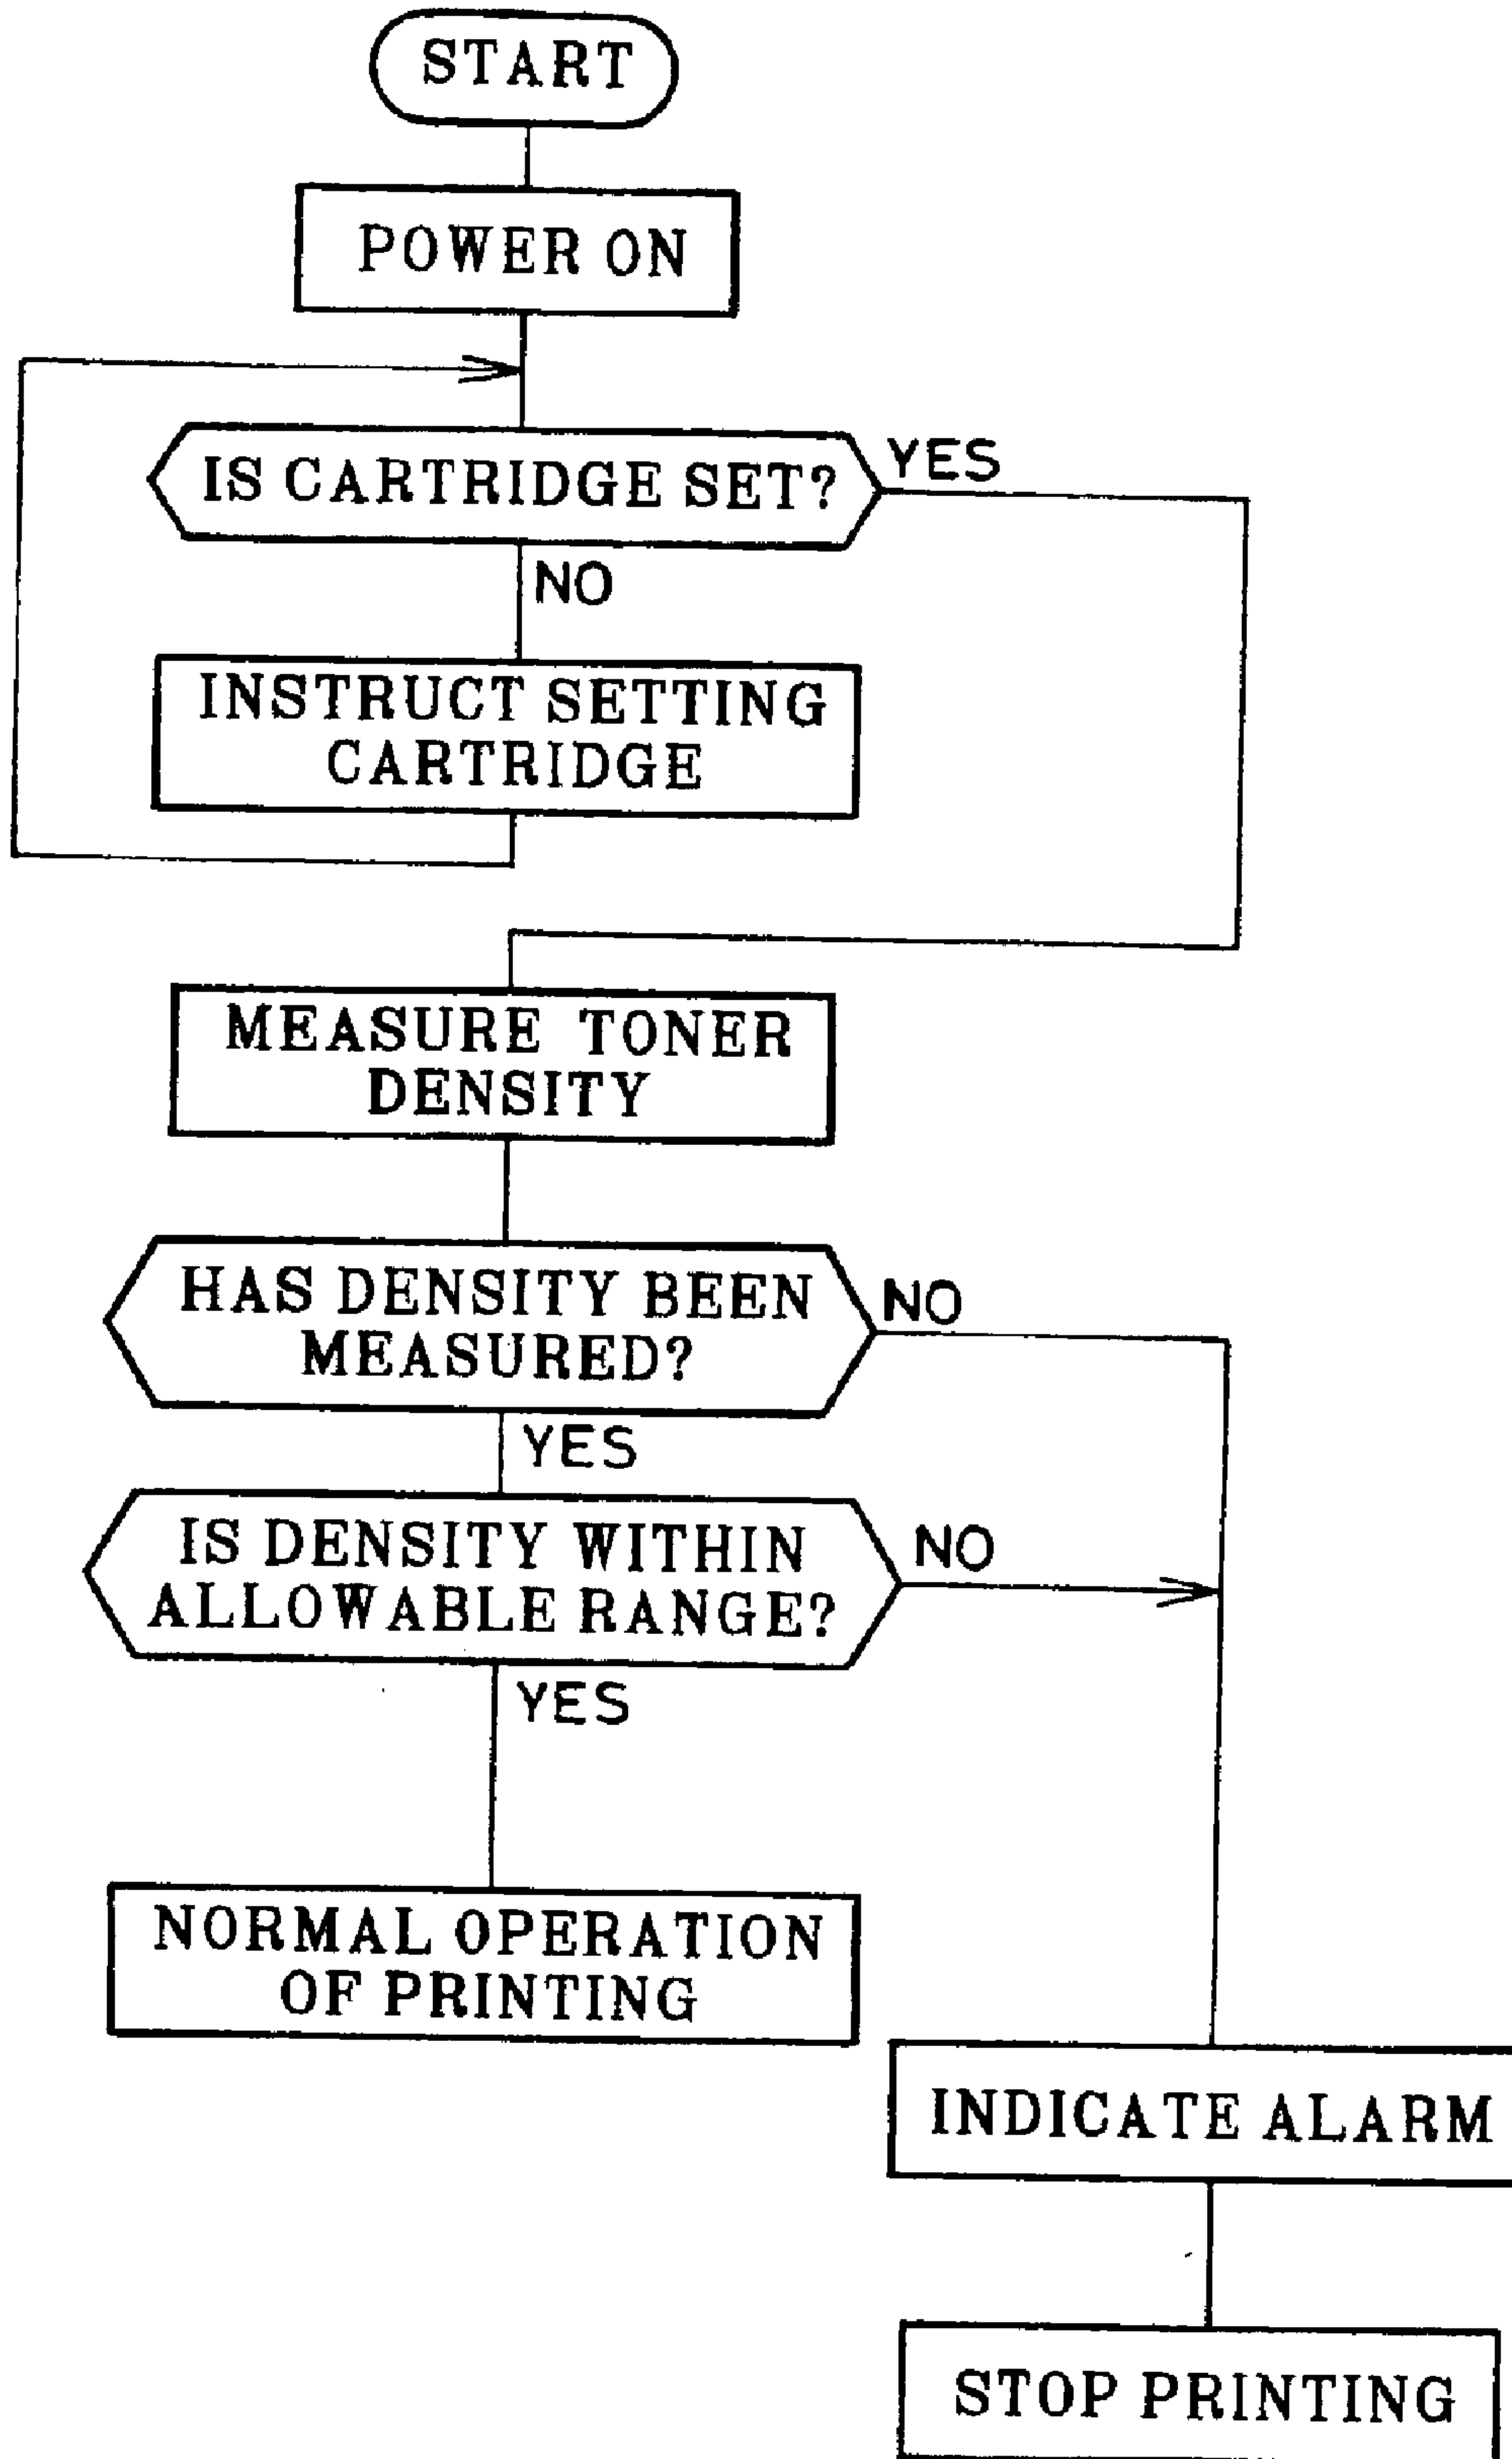 START
POWER ON
IS CARTRIDGE SET?
YES
NO
INSTRUCT SETTING
CARTRIDGE
MEASURE TONER
DENSITY
HAS DENSITY BEEN
MEASURED?
NO
YES
IS DENSITY WITHIN
ALLOWABLE RANGE?
NO
YES
NORMAL OPERATION
OF PRINTING
INDICATE ALARM
STOP PRINTING